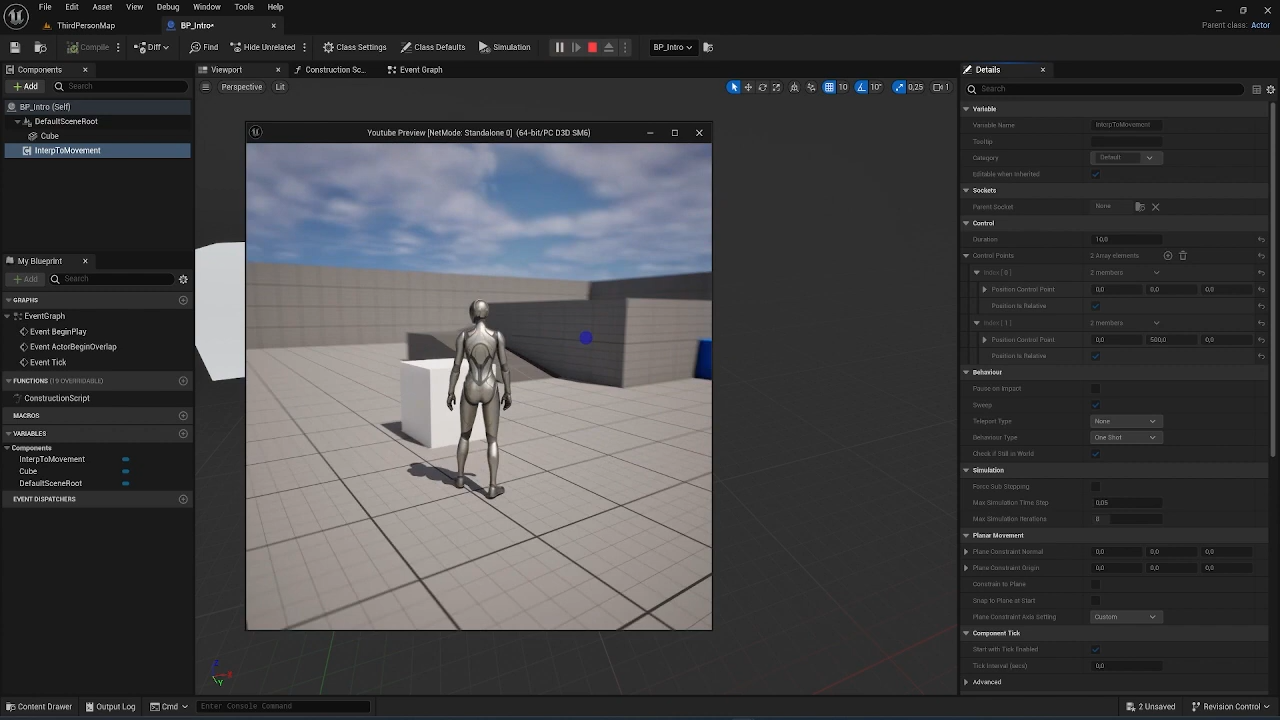 File Edit Asset View Debug Window Tools Help
ThirdPersonMap BP_Intro* Parent class: Actor
Compile Diff Find Hide Unrelated Class Settings Class Defaults Simulation BP_Intro
Components Viewport Construction Sc... Event Graph Details
Add Search Perspective Lit 10 10° 0,25 1 Search
BP_Intro (Self)
DefaultSceneRoot
Cube
InterpToMovement
My Blueprint
Add Search
GRAPHS
EventGraph
Event BeginPlay
Event ActorBeginOverlap
Event Tick
FUNCTIONS (19 OVERRIDABLE)
ConstructionScript
MACROS
VARIABLES
Components
InterpToMovement
Cube
DefaultSceneRoot
EVENT DISPATCHERS
Youtube Preview [NetMode: Standalone 0] (64-bit/PC D3D SM6)
Z
X
Y
Variable
Variable Name InterpToMovement
Tooltip
Category Default
Editable when Inherited
Sockets
Parent Socket None
Control
Duration 10,0
Control Points 2 Array elements
Index [ 0 ] 2 members
Position Control Point 0,0 0,0 0,0
Position Is Relative
Index [ 1 ] 2 members
Position Control Point 0,0 500,0 0,0
Position Is Relative
Behaviour
Pause on Impact
Sweep
Teleport Type None
Behaviour Type One Shot
Check if Still in World
Simulation
Force Sub Stepping
Max Simulation Time Step 0,05
Max Simulation Iterations 8
Planar Movement
Plane Constraint Normal 0,0 0,0 0,0
Plane Constraint Origin 0,0 0,0 0,0
Constrain to Plane
Snap to Plane at Start
Plane Constraint Axis Setting Custom
Component Tick
Start with Tick Enabled
Tick Interval (secs) 0,0
Advanced
Content Drawer Output Log Cmd Enter Console Command 2 Unsaved Revision Control